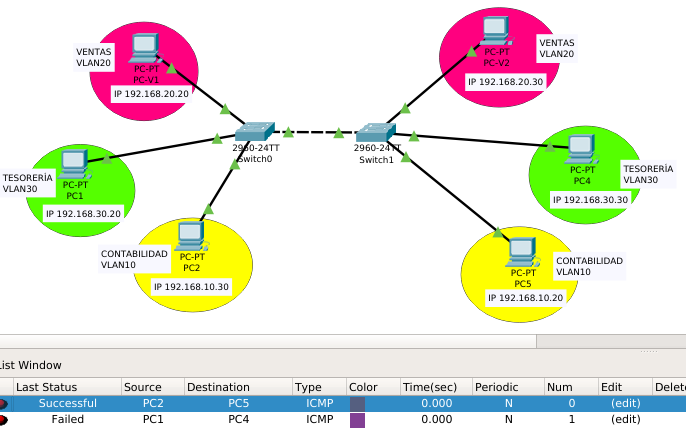 VENTAS
VLAN20
PC-PT
PC-V1
IP 192.168.20.20
PC-PT
PC-V2
VENTAS
VLAN20
IP 192.168.20.30
2960-24TT
Switch0
2960-24TT
Switch1
TESORERÍA
VLAN30
PC-PT
PC1
IP 192.168.30.20
PC-PT
PC4
TESORERÍA
VLAN30
IP 192.168.30.30
CONTABILIDAD
VLAN10
PC-PT
PC2
IP 192.168.10.30
PC-PT
PC5
CONTABILIDAD
VLAN10
IP 192.168.10.20
List Window
Last Status Source Destination Type Color Time(sec) Periodic Num Edit Delete
Successful PC2 PC5 ICMP 0.000 N 0 (edit)
Failed PC1 PC4 ICMP 0.000 N 1 (edit)